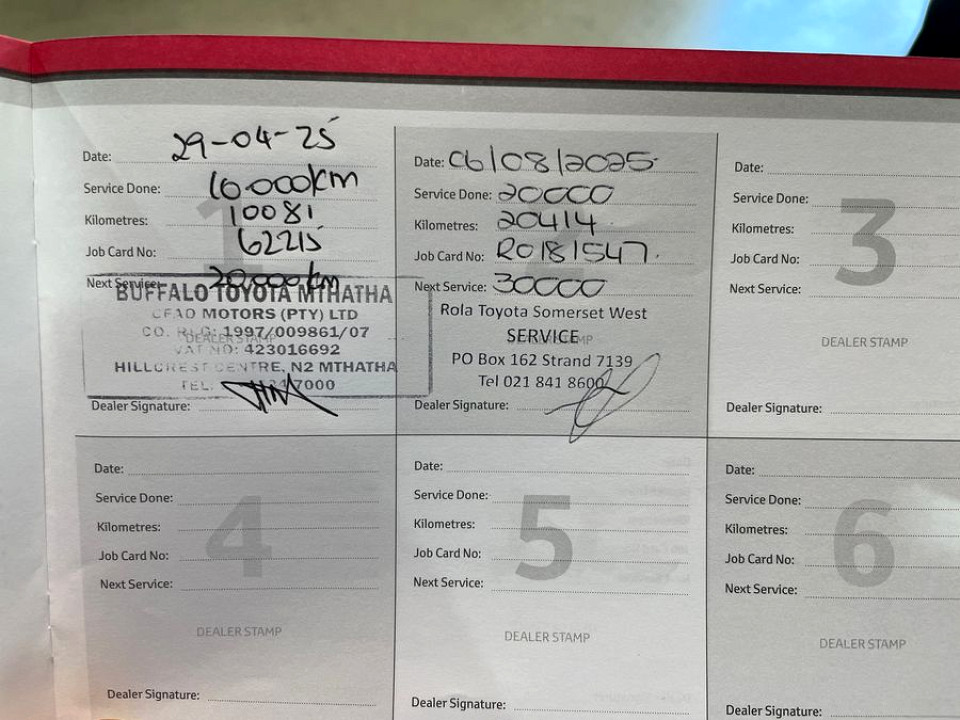 Date: 29-04-25
Service Done: 10.000km
Kilometres: 10081
Job Card No: 62215
Next Service: 20.000km
1
BUFFALO TOYOTA MTHATHA
CFAO MOTORS (PTY) LTD
CO. REG: 1997/009861/07
DEALER STAMP
VAT NO: 423016692
HILLCREST CENTRE, N2 MTHATHA
TEL: 7000
Dealer Signature:
Date: 06/08/2025
Service Done: 20000
Kilometres: 20414
Job Card No: R0181547
Next Service: 30000
Rola Toyota Somerset West
SERVICE
PO Box 162 Strand 7139
Tel 021 841 8600
Dealer Signature:
Date:
Service Done:
Kilometres:
Job Card No:
Next Service:
3
DEALER STAMP
Dealer Signature:
Date:
Service Done:
Kilometres:
Job Card No:
Next Service:
4
DEALER STAMP
Dealer Signature:
Date:
Service Done:
Kilometres:
Job Card No:
Next Service:
5
DEALER STAMP
Dealer Signature:
Date:
Service Done:
Kilometres:
Job Card No:
Next Service:
6
DEALER STAMP
Dealer Signature: